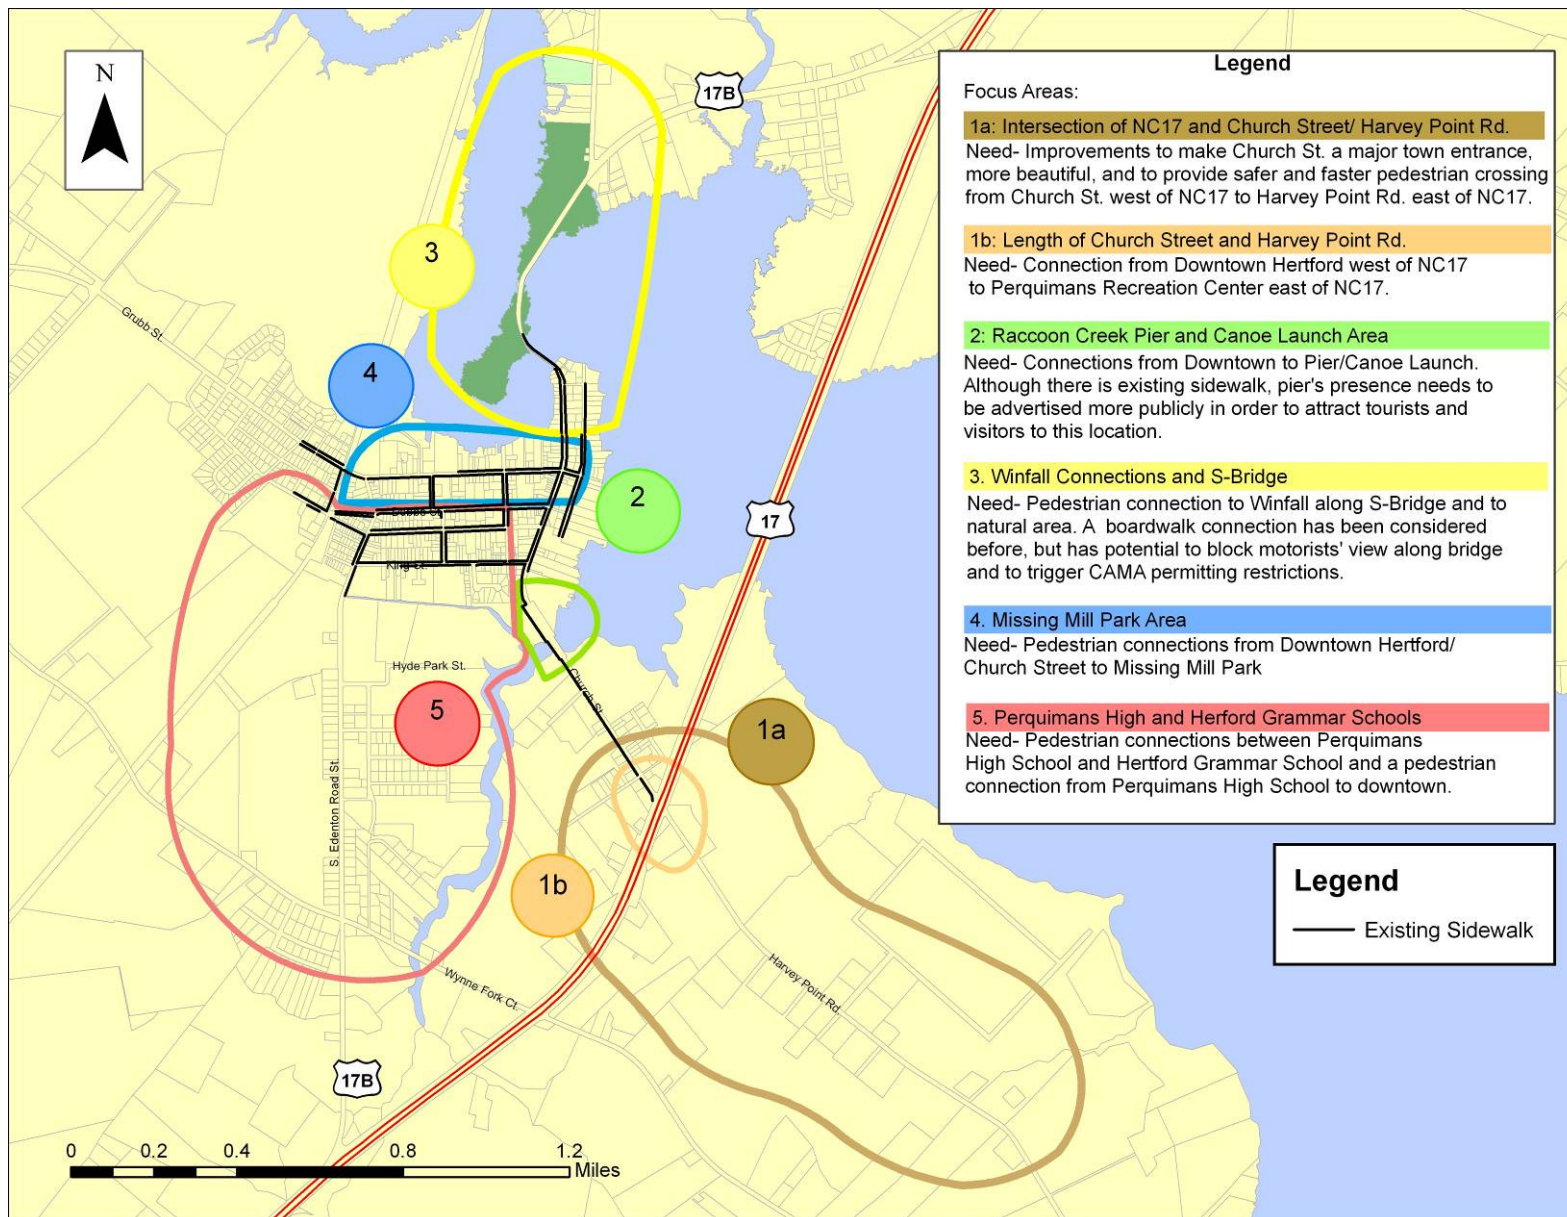 N
17B
3
Grubb St.
4
2
17
Dobbs St.
King St.
Hyde Park St.
5
Church St.
1a
S. Edenton Road St.
1b
Harvey Point Rd.
Wynne Fork Ct.
17B
0 0.2 0.4 0.8 1.2
Miles
Legend
Focus Areas:
1a: Intersection of NC17 and Church Street/ Harvey Point Rd.
Need- Improvements to make Church St. a major town entrance,
more beautiful, and to provide safer and faster pedestrian crossing
from Church St. west of NC17 to Harvey Point Rd. east of NC17.
1b: Length of Church Street and Harvey Point Rd.
Need- Connection from Downtown Hertford west of NC17
to Perquimans Recreation Center east of NC17.
2: Raccoon Creek Pier and Canoe Launch Area
Need- Connections from Downtown to Pier/Canoe Launch.
Although there is existing sidewalk, pier's presence needs to
be advertised more publicly in order to attract tourists and
visitors to this location.
3. Winfall Connections and S-Bridge
Need- Pedestrian connection to Winfall along S-Bridge and to
natural area. A boardwalk connection has been considered
before, but has potential to block motorists' view along bridge
and to trigger CAMA permitting restrictions.
4. Missing Mill Park Area
Need- Pedestrian connections from Downtown Hertford/
Church Street to Missing Mill Park
5. Perquimans High and Herford Grammar Schools
Need- Pedestrian connections between Perquimans
High School and Hertford Grammar School and a pedestrian
connection from Perquimans High School to downtown.
Legend
Existing Sidewalk